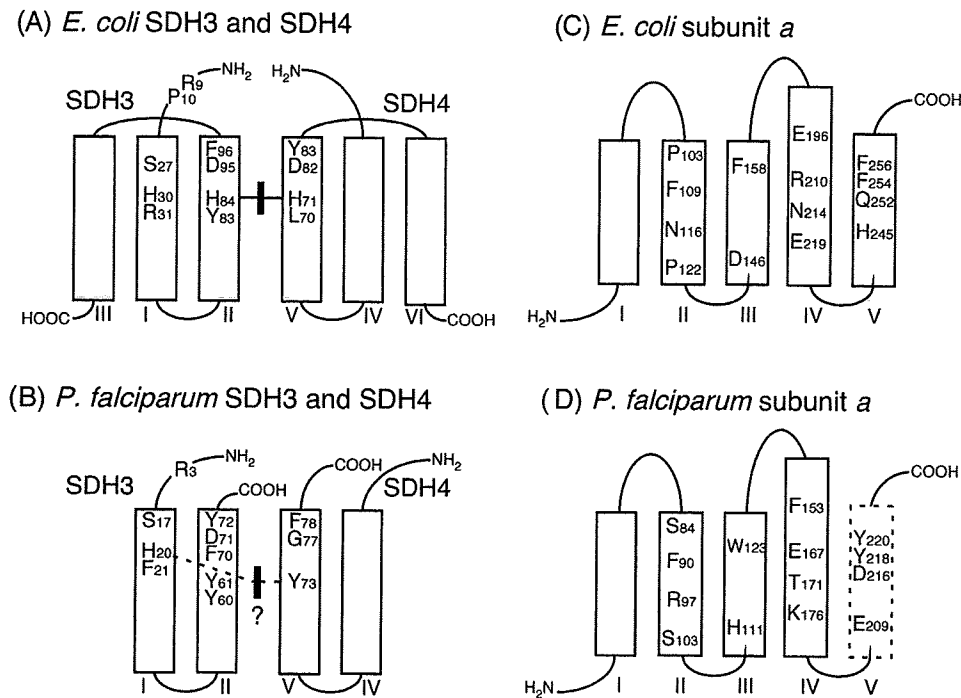 (A) E. coli SDH3 and SDH4
R9 NH2
P10
H2N
SDH3
SDH4
S27
H30
R31
F96
D95
H84
Y83
Y83
D82
H71
L70
HOOC
III
I
II
V
IV
VI
COOH
(C) E. coli subunit a
COOH
P103
F109
N116
P122
F158
D146
E196
R210
N214
E219
F256
F254
Q252
H245
H2N
I
II
III
IV
V
(B) P. falciparum SDH3 and SDH4
SDH3
R3 NH2
COOH
COOH
NH2
SDH4
S17
H20
F21
Y72
D71
F70
Y61
Y60
?
F78
G77
Y73
I
II
V
IV
(D) P. falciparum subunit a
COOH
S84
F90
R97
S103
W123
H111
F153
E167
T171
K176
Y220
Y218
D216
E209
H2N
I
II
III
IV
V